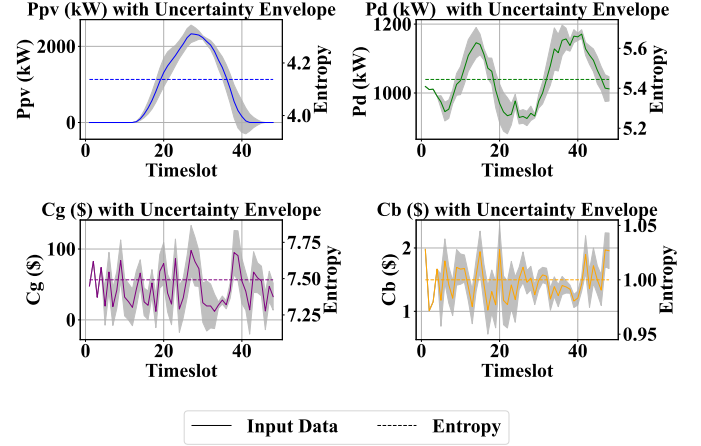 Ppv (kW) with Uncertainty Envelope
Pd (kW)  with Uncertainty Envelope
Ppv (kW)
2000
0
0
20
40
Timeslot
4.2
4.0
Entropy
Pd (kW)
1200
1000
0
20
40
Timeslot
5.6
5.4
5.2
Entropy
Cg ($) with Uncertainty Envelope
Cb ($) with Uncertainty Envelope
Cg ($)
100
0
0
20
40
Timeslot
7.75
7.50
7.25
Entropy
Cb ($)
2
1
0
20
40
Timeslot
1.05
1.00
0.95
Entropy
Input Data
Entropy